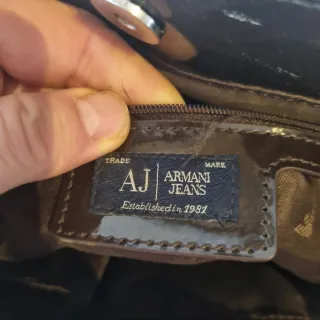 TRADE MARK
AJ ARMANI
JEANS
Established in 1981